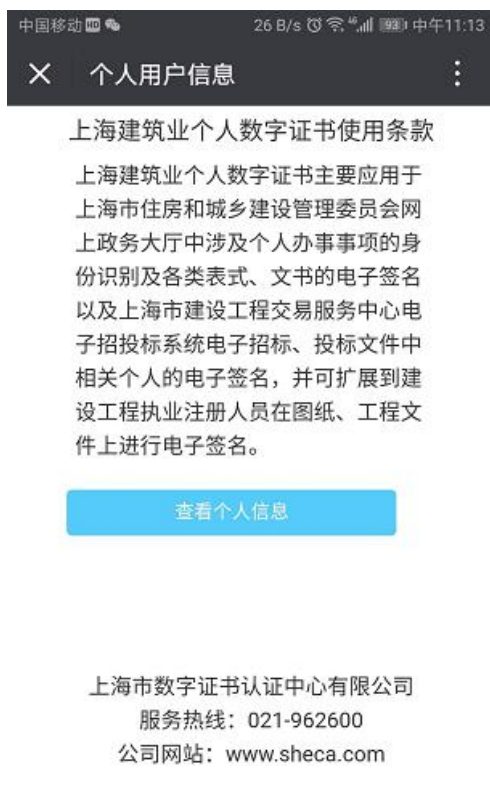 中国移动 HD 26 B/s 46 93 中午11:13
个人用户信息
上海建筑业个人数字证书使用条款
上海建筑业个人数字证书主要应用于
上海市住房和城乡建设管理委员会网
上政务大厅中涉及个人办事事项的身
份识别及各类表式、文书的电子签名
以及上海市建设工程交易服务中心电
子招投标系统电子招标、投标文件中
相关个人的电子签名，并可扩展到建
设工程执业注册人员在图纸、工程文
件上进行电子签名。
查看个人信息
上海市数字证书认证中心有限公司
服务热线：021-962600
公司网站：www.sheca.com